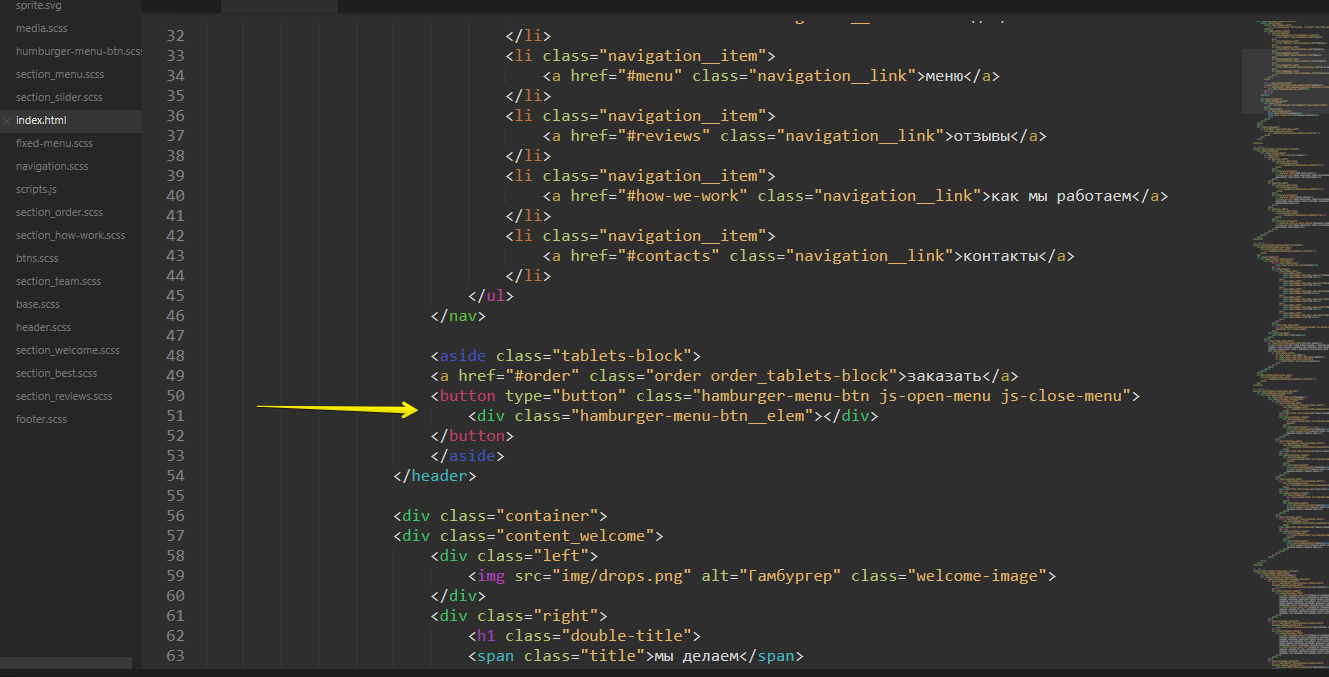 sprite.svg
media.scss
humburger-menu-btn.scss
section_menu.scss
section_slider.scss
index.html
fixed-menu.scss
navigation.scss
scripts.js
section_order.scss
section_how-work.scss
btns.scss
section_team.scss
base.scss
header.scss
section_welcome.scss
section_best.scss
section_reviews.scss
footer.scss
32 </li>
33 <li class="navigation__item">
34 <a href="#menu" class="navigation__link">меню</a>
35 </li>
36 <li class="navigation__item">
37 <a href="#reviews" class="navigation__link">отзывы</a>
38 </li>
39 <li class="navigation__item">
40 <a href="#how-we-work" class="navigation__link">как мы работаем</a>
41 </li>
42 <li class="navigation__item">
43 <a href="#contacts" class="navigation__link">контакты</a>
44 </li>
45 </ul>
46 </nav>
47
48 <aside class="tablets-block">
49 <a href="#order" class="order order_tablets-block">заказать</a>
50 <button type="button" class="hamburger-menu-btn js-open-menu js-close-menu">
51 <div class="hamburger-menu-btn__elem"></div>
52 </button>
53 </aside>
54 </header>
55
56 <div class="container">
57 <div class="content_welcome">
58 <div class="left">
59 <img src="img/drops.png" alt="Гамбургер" class="welcome-image">
60 </div>
61 <div class="right">
62 <h1 class="double-title">
63 <span class="title">мы делаем</span>